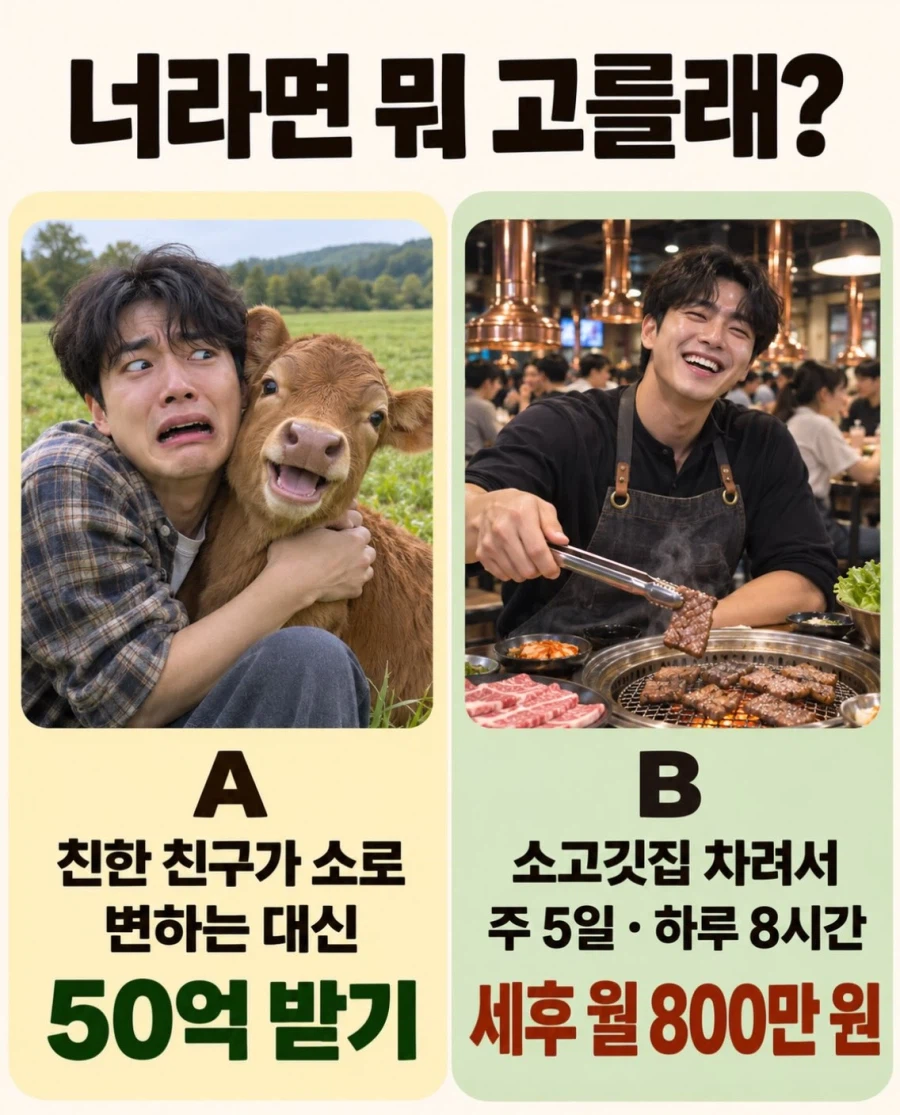 너라면 뭐 고를래?
A
친한 친구가 소로
변하는 대신
50억 받기
B
소고깃집 차려서
주 5일 · 하루 8시간
세후 월 800만 원